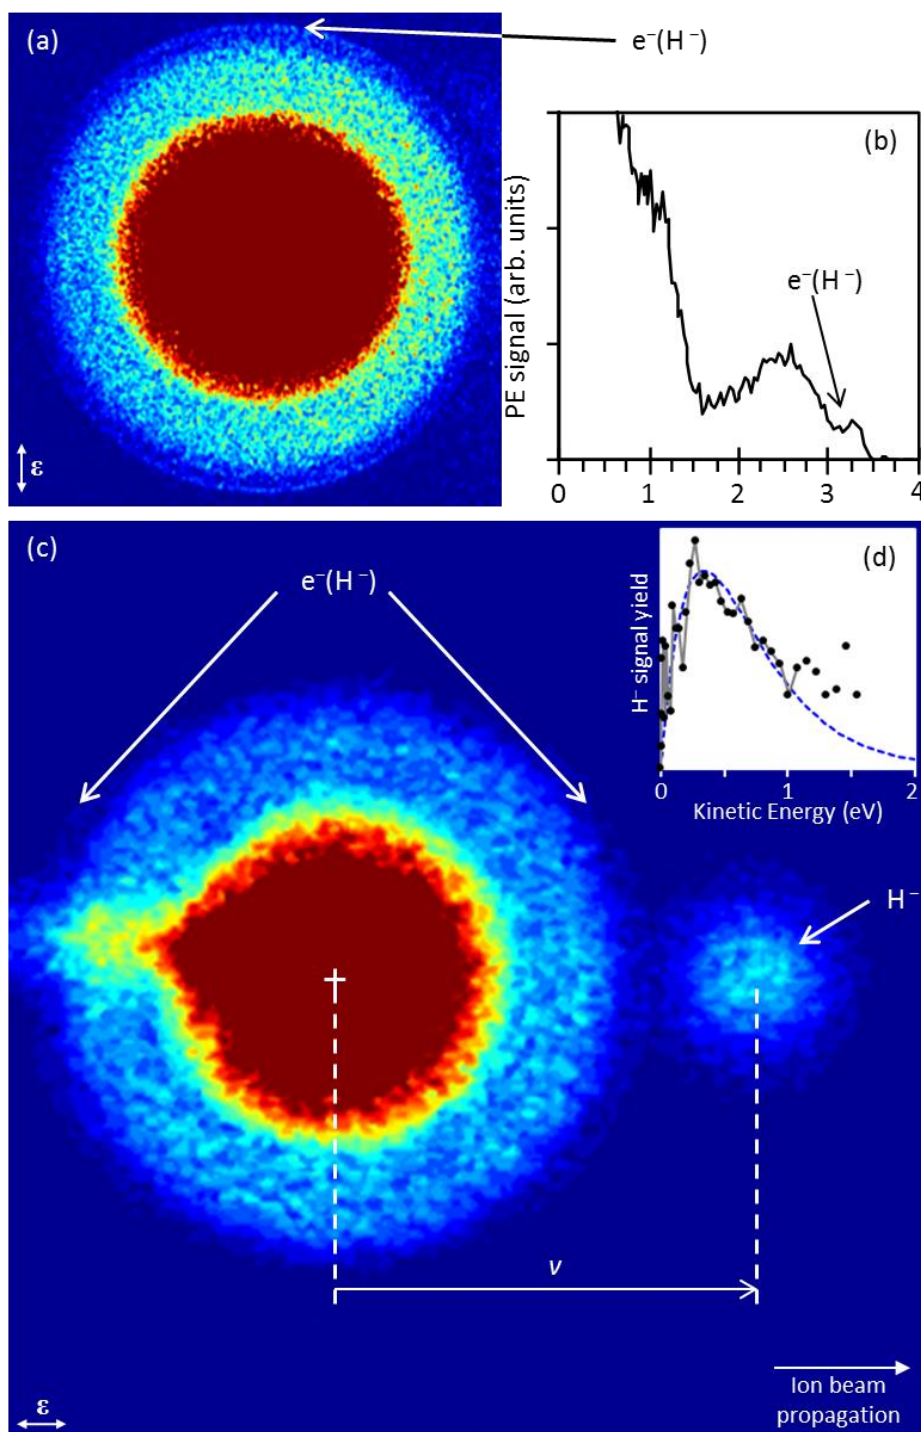 (a)
e⁻(H⁻)
ε
(b)
PE signal (arb. units)
e⁻(H⁻)
0 1 2 3 4
(c)
e⁻(H⁻)
(d)
H⁻ signal yield
0 1 2
Kinetic Energy (eV)
H⁻
v
ε
Ion beam
propagation